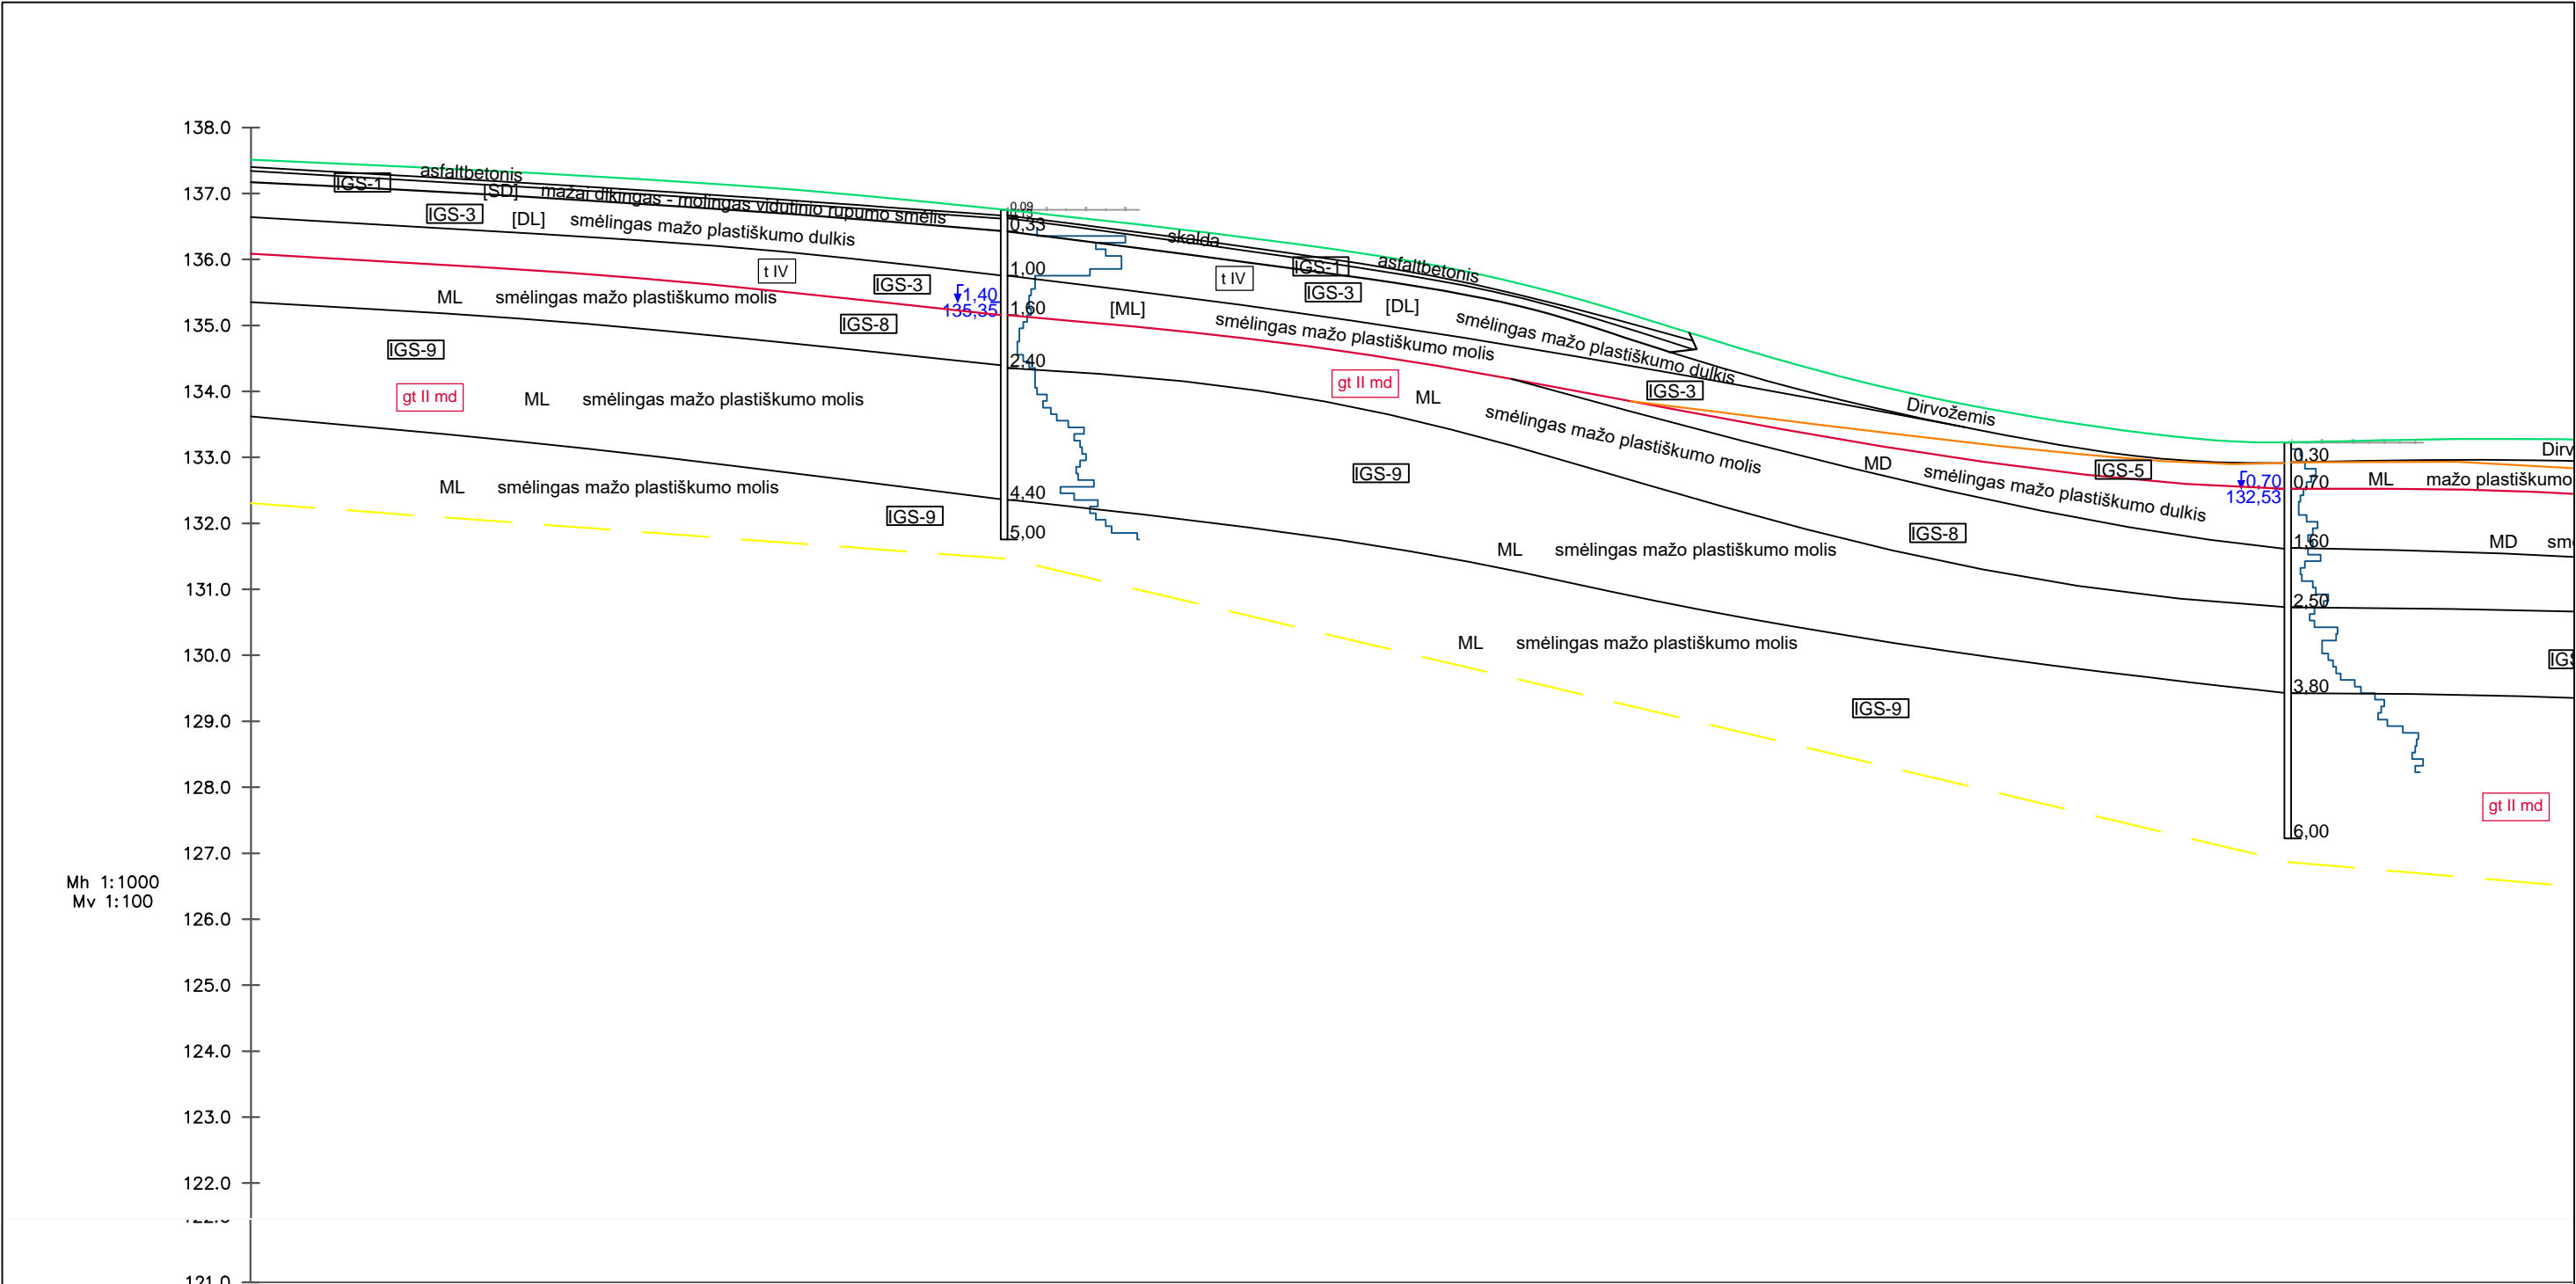 138.0
137.0
136.0
135.0
134.0
133.0
132.0
131.0
130.0
129.0
128.0
127.0
126.0
125.0
124.0
123.0
122.0
121.0
Mh 1:1000
Mv 1:100
asfaltbetonis
IGS-1
[SD] mažai dlkingas - molingas vidutinio rupumo smėlis
IGS-3
[DL] smėlingas mažo plastiškumo dulkis
t IV
IGS-3
ML smėlingas mažo plastiškumo molis
IGS-8
IGS-9
gt II md
ML smėlingas mažo plastiškumo molis
ML smėlingas mažo plastiškumo molis
IGS-9
1,40
135,35
0,09
0,33
1,00
1,60
2,40
4,40
5,00
skalda
IGS-1
asfaltbetonis
t IV
IGS-3
[DL] smėlingas mažo plastiškumo dulkis
[ML] smėlingas mažo plastiškumo molis
gt II md
IGS-3
ML smėlingas mažo plastiškumo molis
Dirvožemis
IGS-9
MD smėlingas mažo plastiškumo dulkis
IGS-5
IGS-8
ML smėlingas mažo plastiškumo molis
ML smėlingas mažo plastiškumo molis
IGS-9
0,70
132,53
0,30
0,70
1,60
2,50
3,80
6,00
Dirv
ML mažo plastiškumo
MD sm
IGS
gt II md